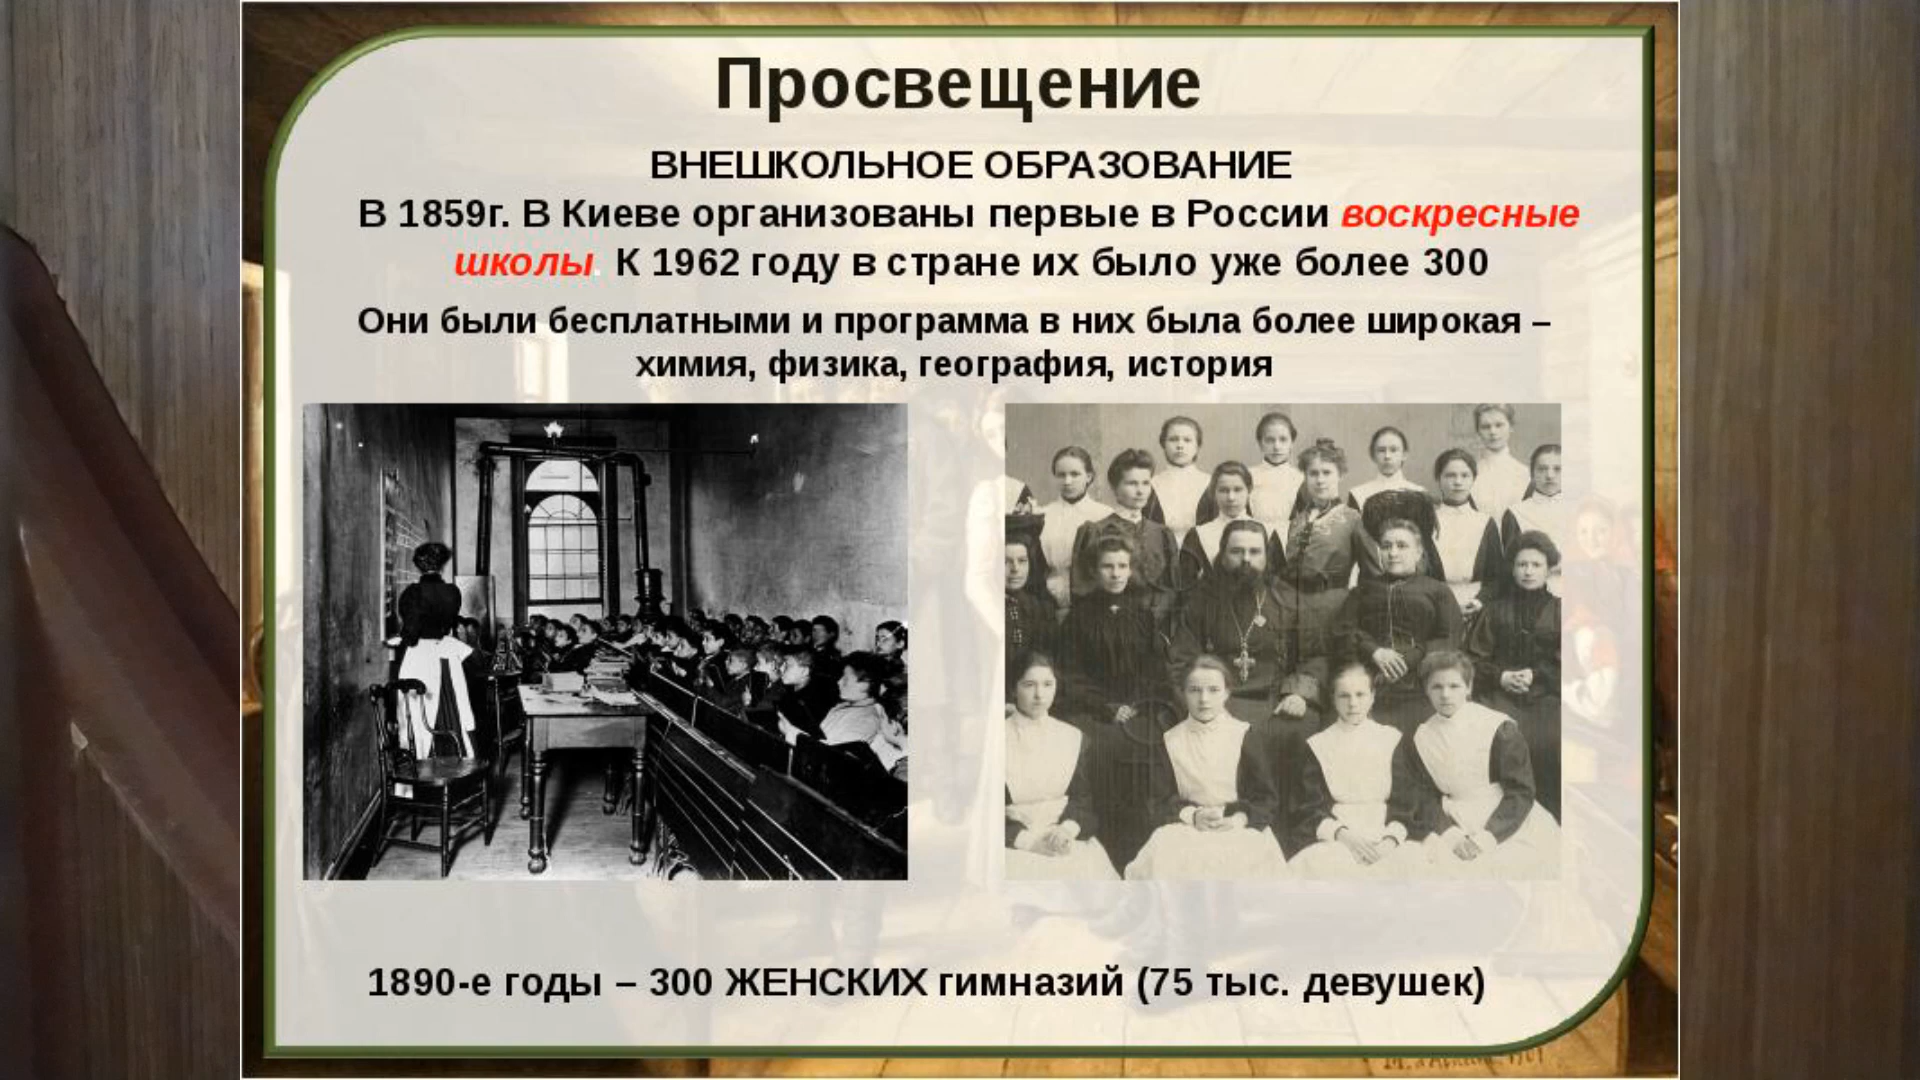 Просвещение
ВНЕШКОЛЬНОЕ ОБРАЗОВАНИЕ
В 1859г. В Киеве организованы первые в России воскресные
школы. К 1962 году в стране их было уже более 300
Они были бесплатными и программа в них была более широкая –
химия, физика, география, история
1890-е годы – 300 ЖЕНСКИХ гимназий (75 тыс. девушек)